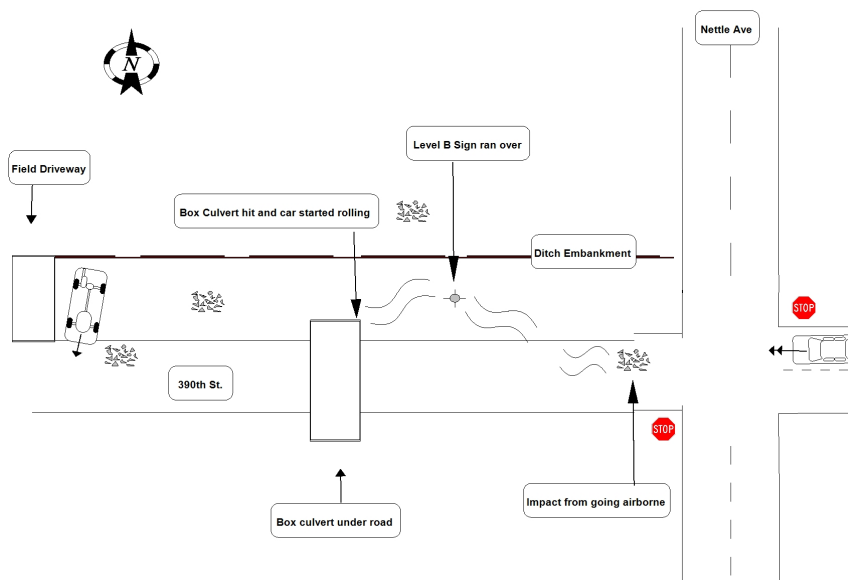 Nettle Ave
N
Level B Sign ran over
Field Driveway
Box Culvert hit and car started rolling
Ditch Embankment
STOP
390th St.
STOP
Impact from going airborne
Box culvert under road